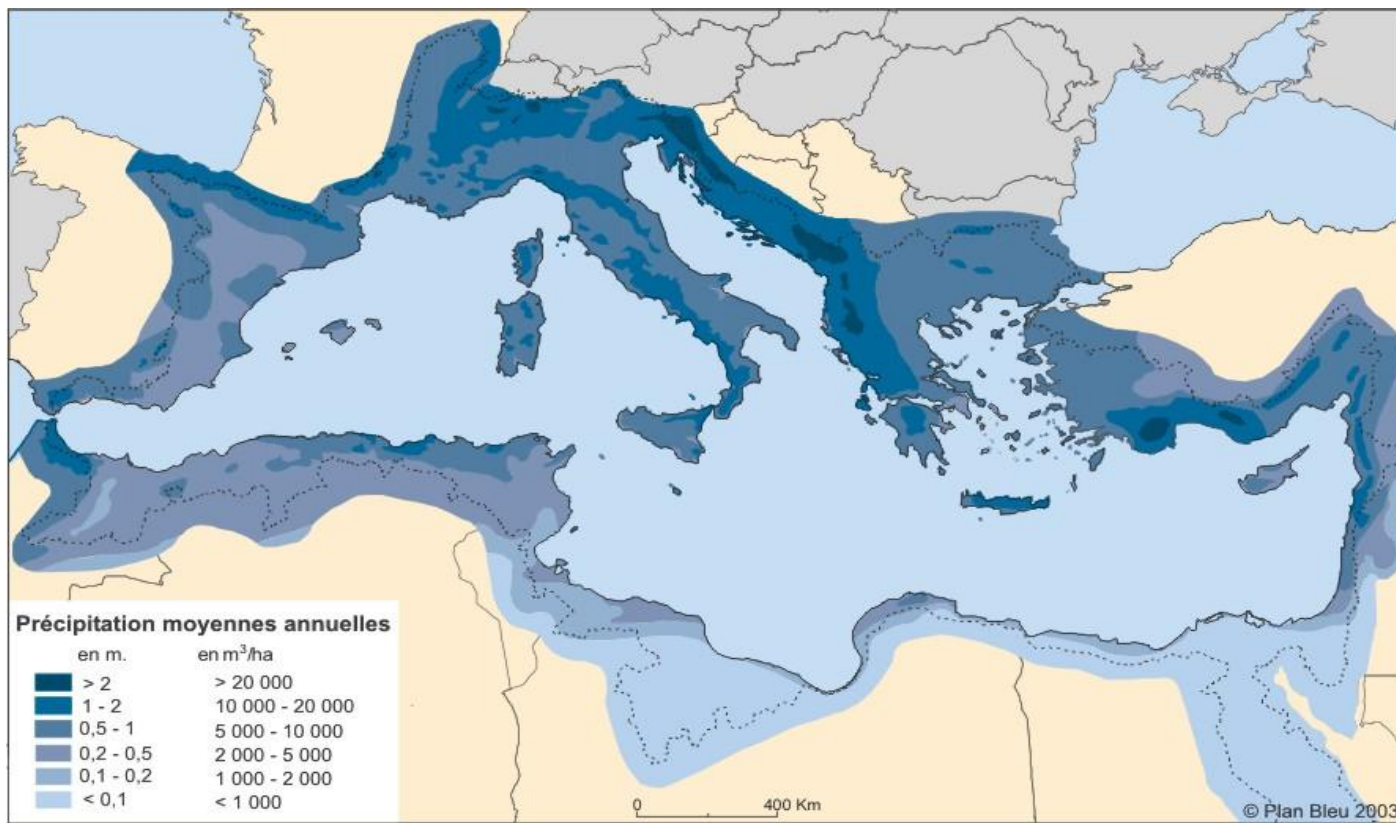 Précipitation moyennes annuelles
en m. en m³/ha
> 2 > 20 000
1 - 2 10 000 - 20 000
0,5 - 1 5 000 - 10 000
0,2 - 0,5 2 000 - 5 000
0,1 - 0,2 1 000 - 2 000
< 0,1 < 1 000
0 400 Km
© Plan Bleu 2003